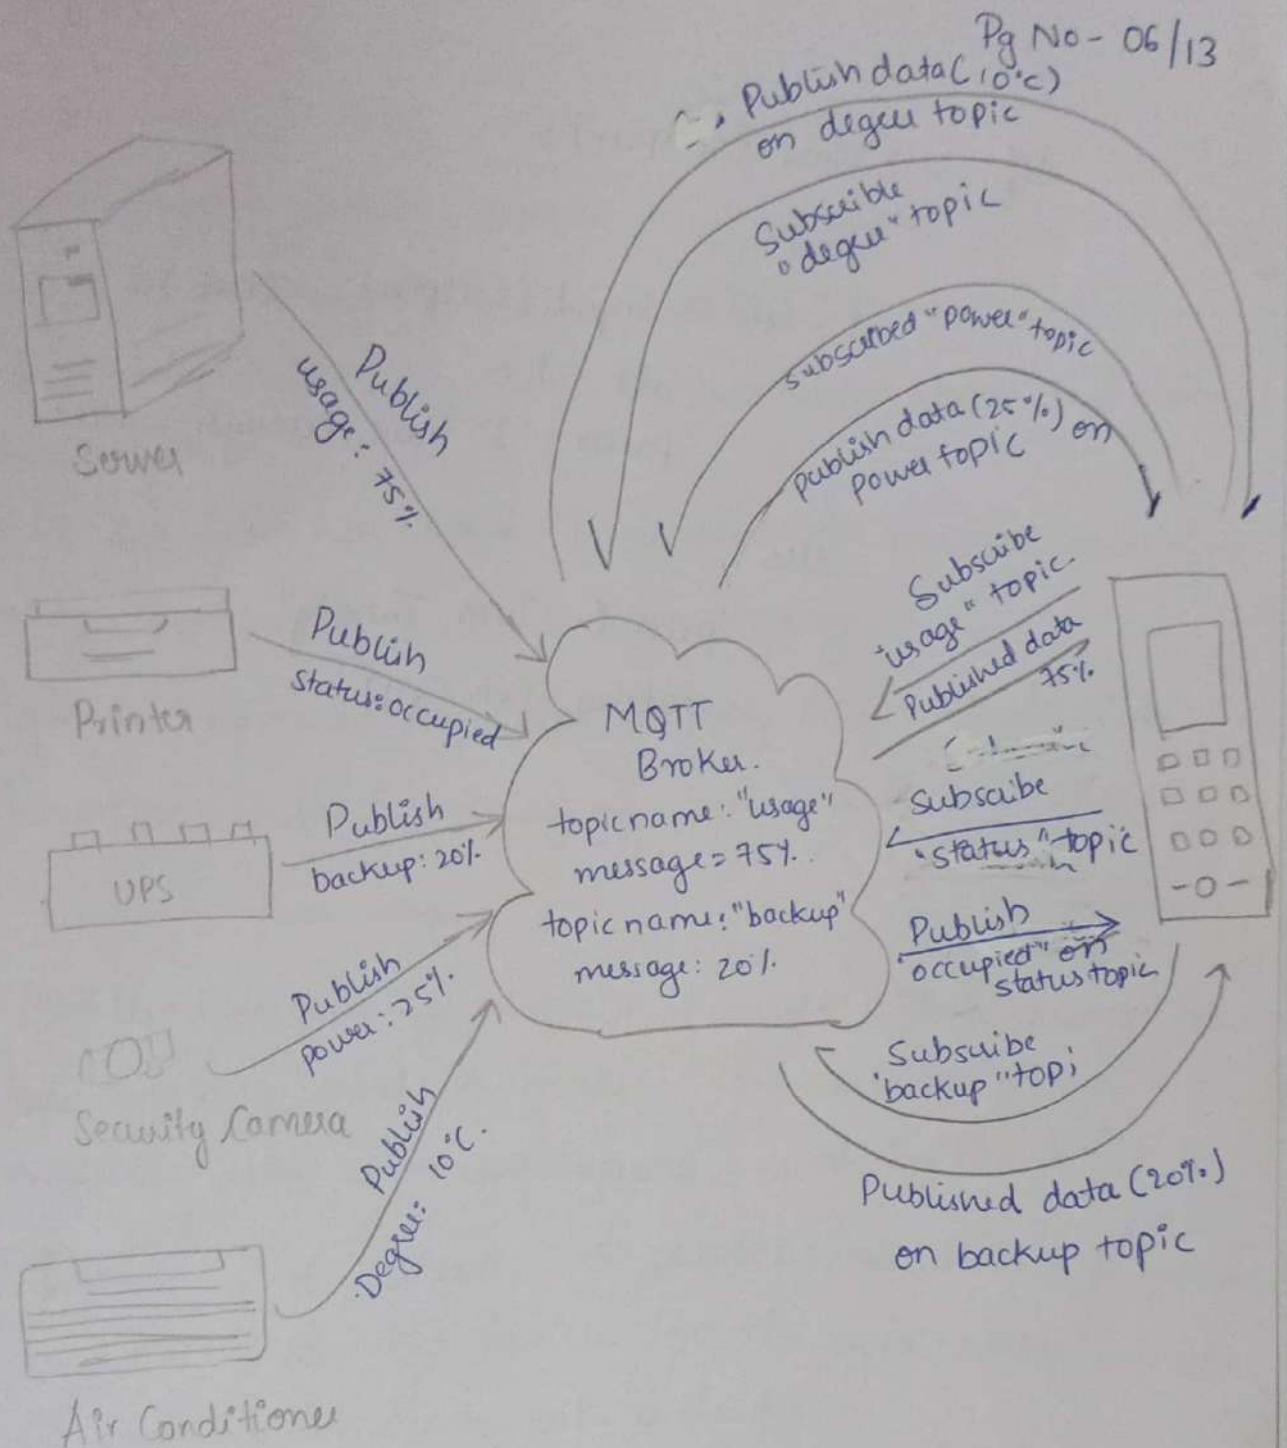 Pg No - 06/13
Publish data (10°C)
on degree topic
Subscrible
"degree" topic
subscribed "power" topic
publish data (25%) on
power topic
Server
Publish
usage: 75%
Subscribe
"usage" topic.
Published data
75%
Printer
Publish
status: occupied
MQTT
Broker.
topic name: "usage"
message = 75%.
topic name: "backup"
message: 20%
Subscribe
"status" topic
UPS
Publish
backup: 20%
Publish
"occupied" on
status topic
Publish
power: 25%.
Security Camera
Subscribe
"backup" topi
Publish
Degree: 10°C.
Published data (20%)
on backup topic
Air Conditioner